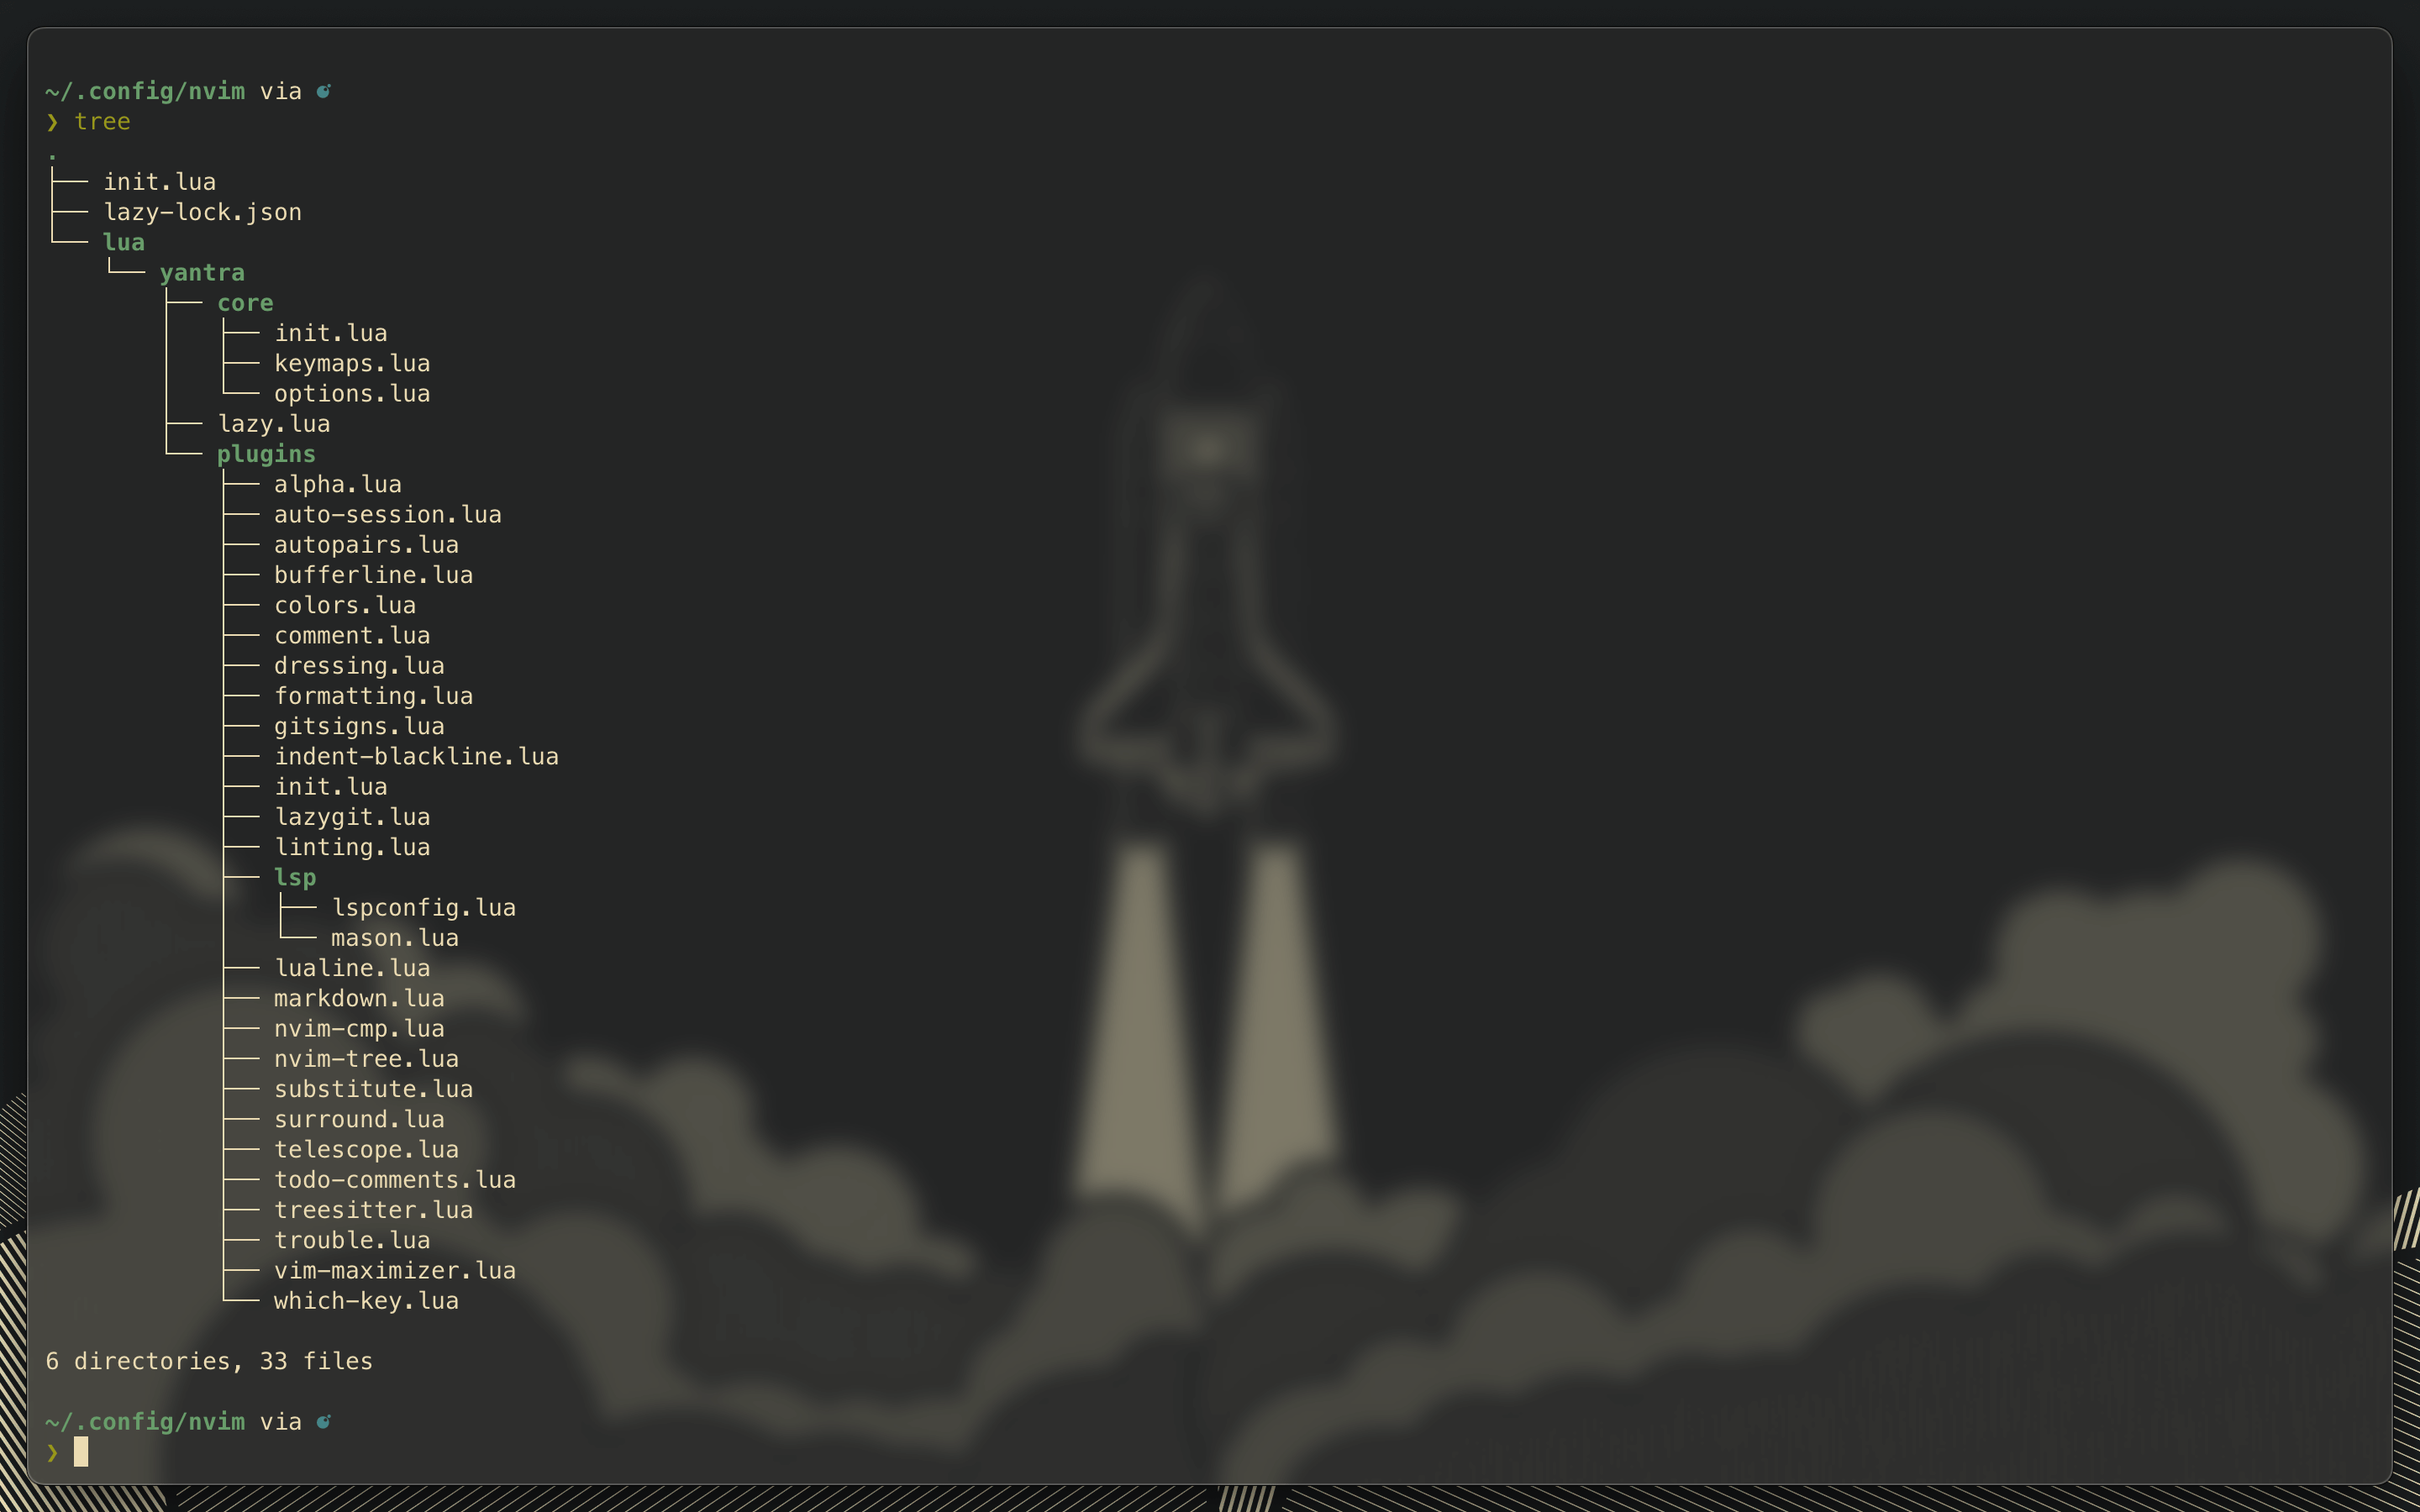 ~/.config/nvim via
❯ tree
.
├── init.lua
├── lazy-lock.json
└── lua
    └── yantra
        ├── core
        │   ├── init.lua
        │   ├── keymaps.lua
        │   └── options.lua
        ├── lazy.lua
        └── plugins
            ├── alpha.lua
            ├── auto-session.lua
            ├── autopairs.lua
            ├── bufferline.lua
            ├── colors.lua
            ├── comment.lua
            ├── dressing.lua
            ├── formatting.lua
            ├── gitsigns.lua
            ├── indent-blackline.lua
            ├── init.lua
            ├── lazygit.lua
            ├── linting.lua
            ├── lsp
            │   ├── lspconfig.lua
            │   └── mason.lua
            ├── lualine.lua
            ├── markdown.lua
            ├── nvim-cmp.lua
            ├── nvim-tree.lua
            ├── substitute.lua
            ├── surround.lua
            ├── telescope.lua
            ├── todo-comments.lua
            ├── treesitter.lua
            ├── trouble.lua
            ├── vim-maximizer.lua
            └── which-key.lua
6 directories, 33 files
~/.config/nvim via
❯